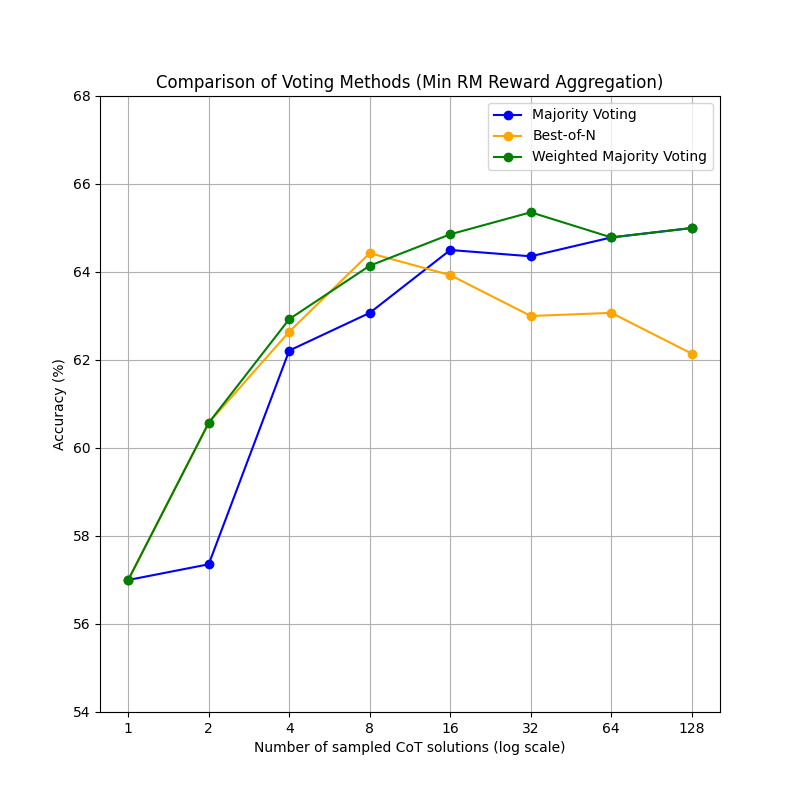 Comparison of Voting Methods (Min RM Reward Aggregation)
Majority Voting
Best-of-N
Weighted Majority Voting
68
66
64
62
60
58
56
54
Accuracy (%)
1 2 4 8 16 32 64 128
Number of sampled CoT solutions (log scale)